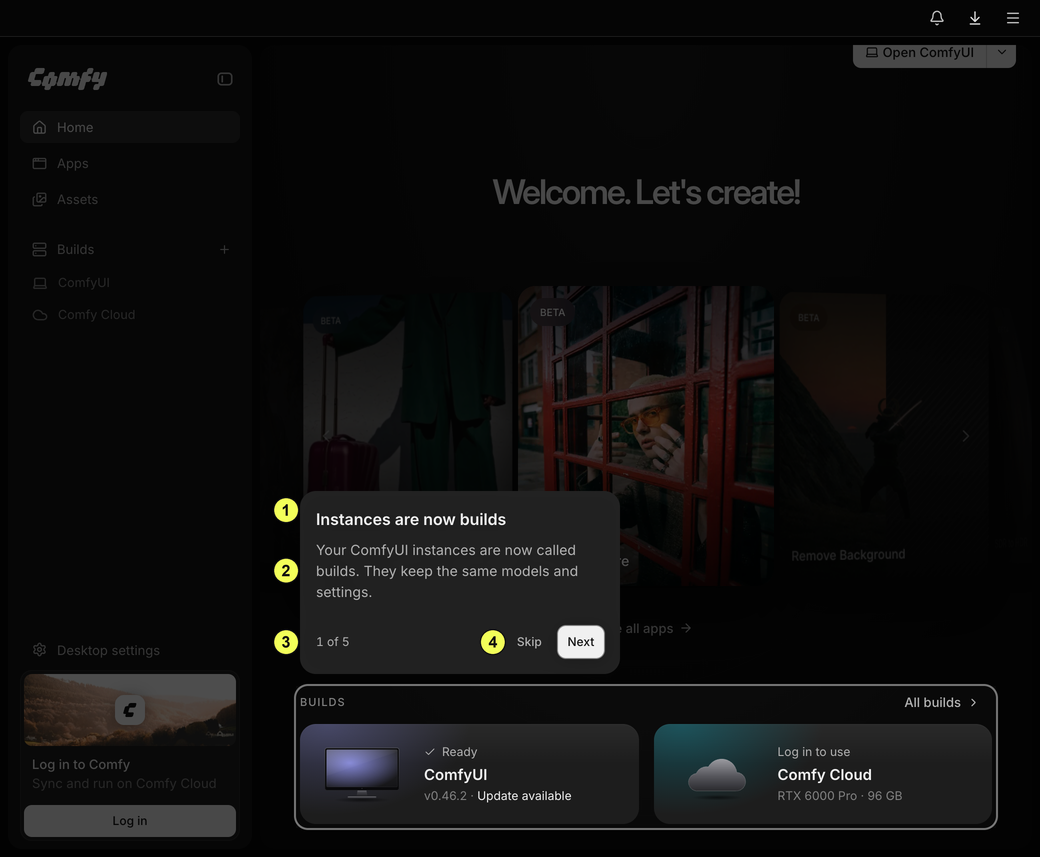 Open ComfyUI
Comfy
Home
Apps
Assets
Builds
ComfyUI
Comfy Cloud
Welcome. Let's create!
BETA
BETA
BETA
Remove Background
1
Instances are now builds
2
Your ComfyUI instances are now called
builds. They keep the same models and
settings.
3
1 of 5
4
Skip
Next
all apps
Desktop settings
Log in to Comfy
Sync and run on Comfy Cloud
Log in
BUILDS
All builds
Ready
ComfyUI
v0.46.2 · Update available
Log in to use
Comfy Cloud
RTX 6000 Pro · 96 GB